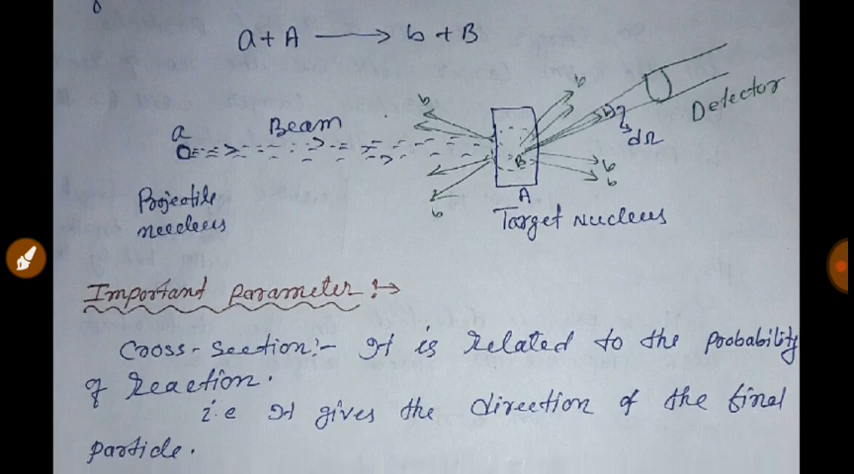 a + A ⟶ b + B
a Beam
b b b b b b
B A
dΩ
Detector
Projectile
nucleus
Target Nucleus
Important Parameter :↦
Cross-Section:- It is related to the probability
of reaction.
i.e It gives the direction of the final
particle.